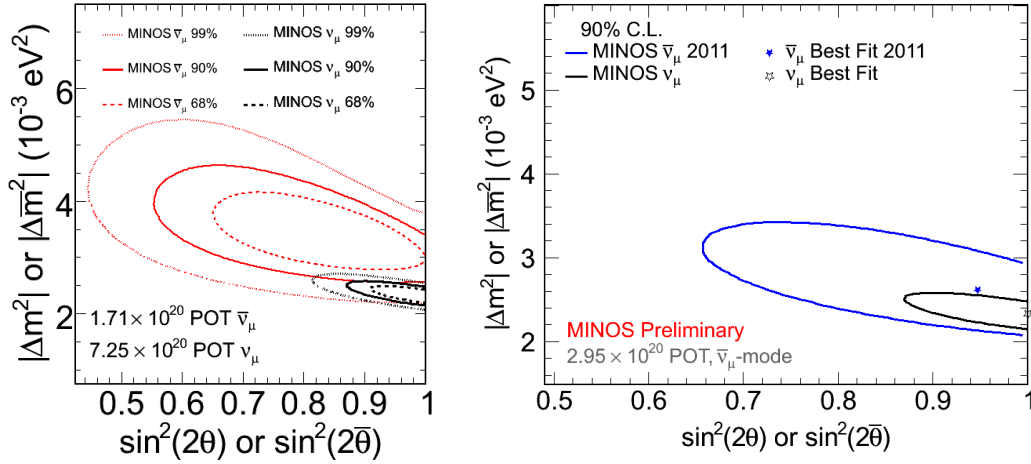 |Δm²| or |Δm̅²| (10⁻³ eV²)
MINOS ν̅μ 99%
MINOS νμ 99%
MINOS ν̅μ 90%
MINOS νμ 90%
MINOS ν̅μ 68%
MINOS νμ 68%
6
4
2
1.71× 10²⁰ POT ν̅μ
7.25 × 10²⁰ POT νμ
0.5 0.6 0.7 0.8 0.9 1
sin²(2θ) or sin²(2θ̅)
|Δm²| or |Δm̅²| (10⁻³ eV²)
90% C.L.
MINOS ν̅μ 2011
ν̅μ Best Fit 2011
MINOS νμ
νμ Best Fit
5
4
3
2
MINOS Preliminary
2.95 × 10²⁰ POT, ν̅μ-mode
0.5 0.6 0.7 0.8 0.9 1
sin²(2θ) or sin²(2θ̅)